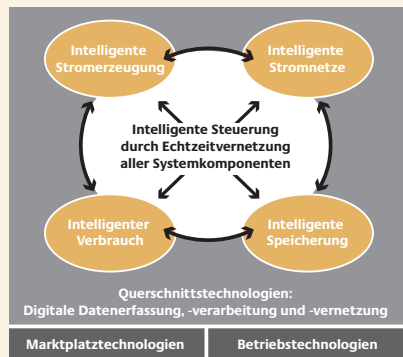 Intelligente
Stromerzeugung
Intelligente
Stromnetze
Intelligente Steuerung
durch Echtzeitvernetzung
aller Systemkomponenten
Intelligenter
Verbrauch
Intelligente
Speicherung
Querschnittstechnologien:
Digitale Datenerfassung, -verarbeitung und -vernetzung
Marktplatztechnologien
Betriebstechnologien